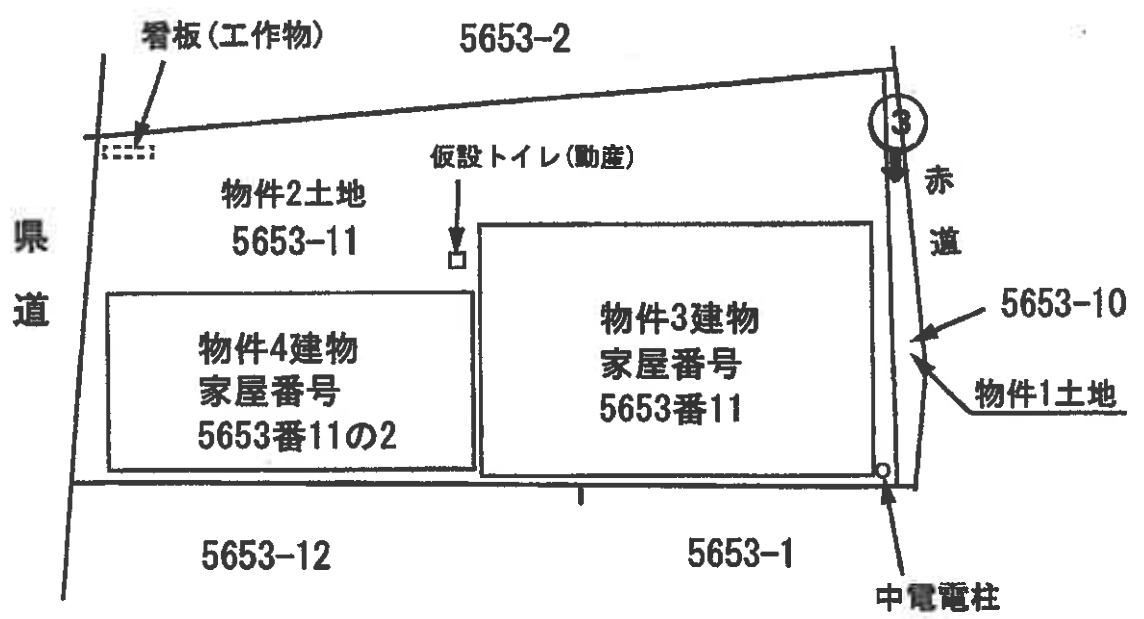 看板(工作物)
5653-2
③
仮設トイレ(動産)
赤道
物件2土地
5653-11
県道
5653-10
物件3建物
家屋番号
5653番11
物件4建物
家屋番号
5653番11の2
物件1土地
5653-12
5653-1
中電電柱